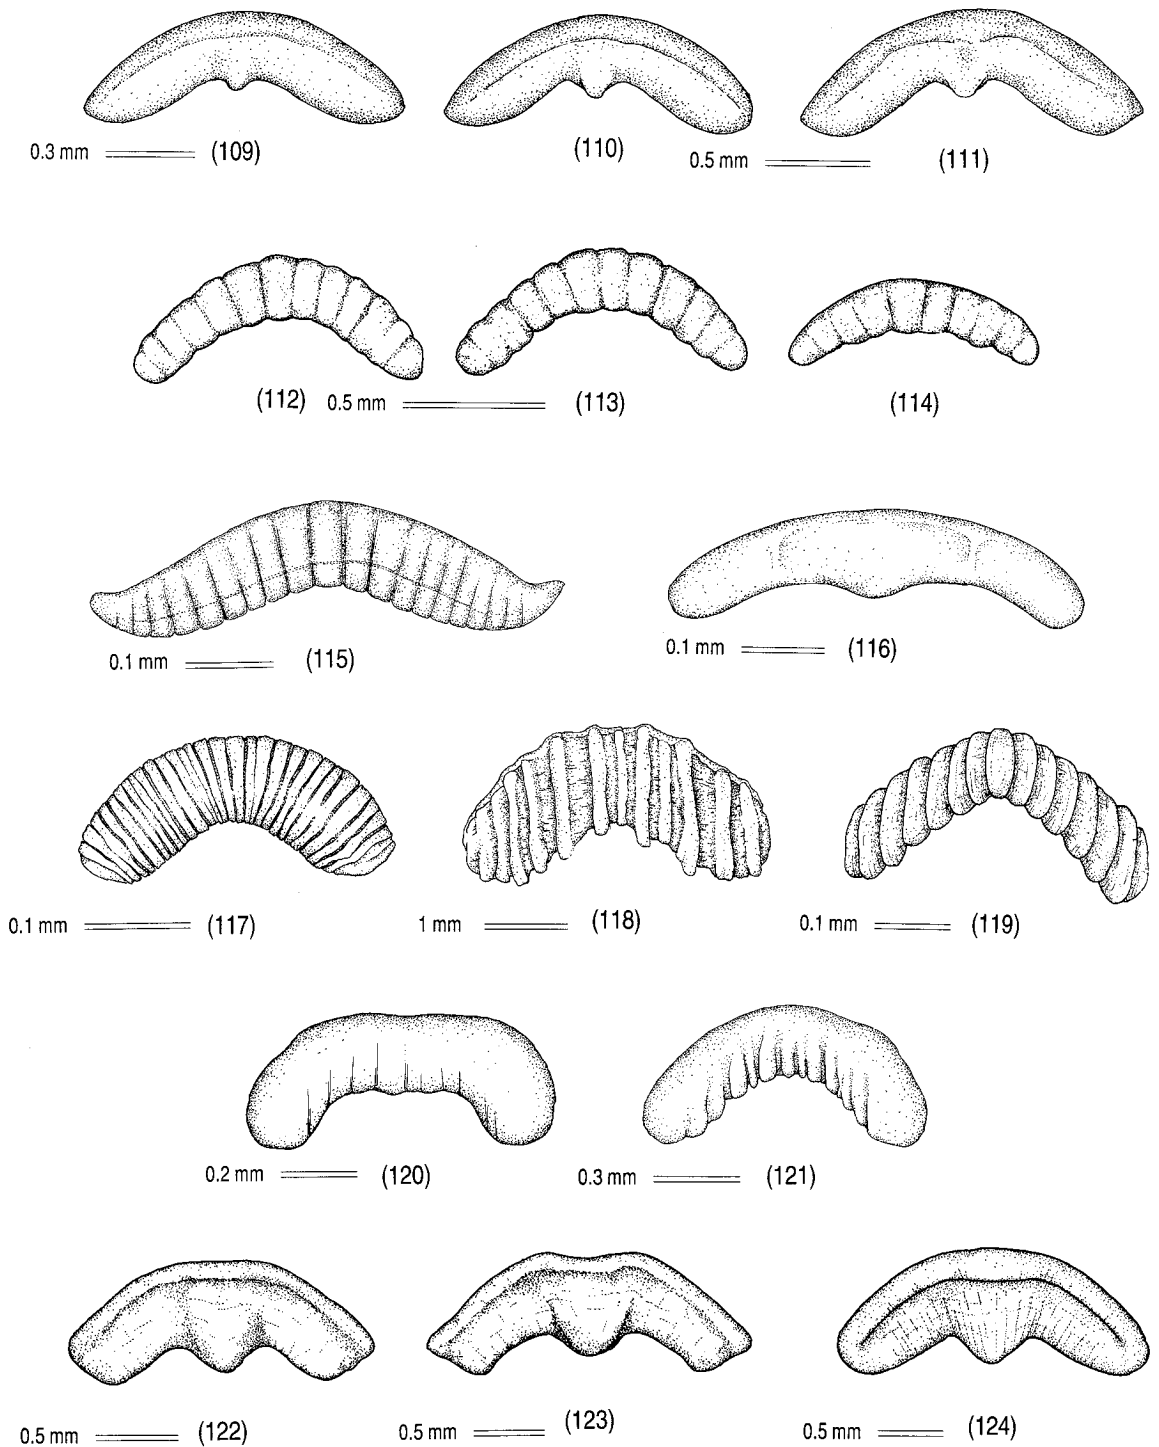 0.3 mm (109)
(110)
0.5 mm (111)
(112) 0.5 mm (113)
(114)
0.1 mm (115)
0.1 mm (116)
0.1 mm (117)
1 mm (118)
0.1 mm (119)
0.2 mm (120)
0.3 mm (121)
0.5 mm (122)
0.5 mm (123)
0.5 mm (124)